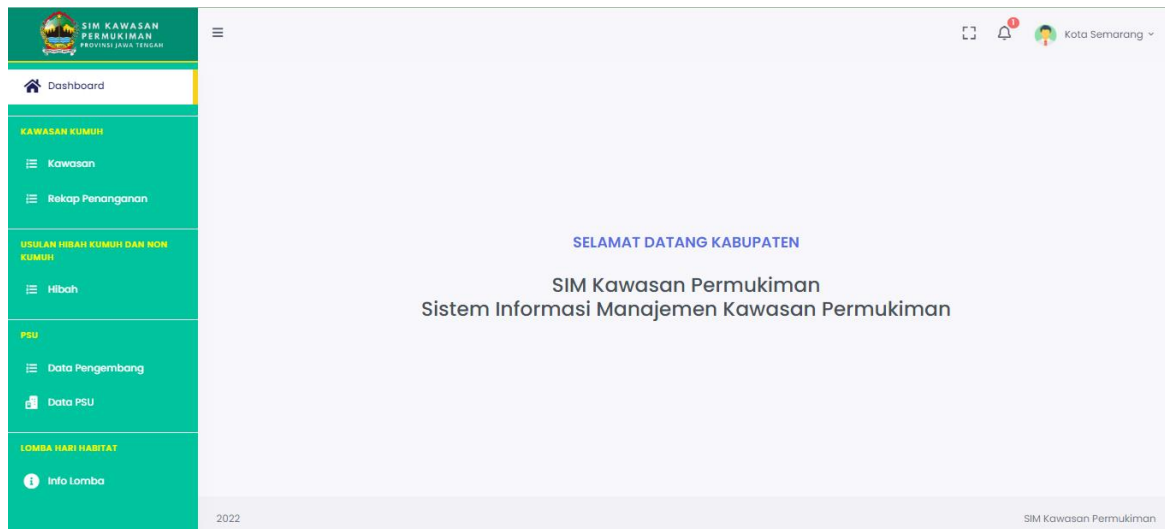 SIM KAWASAN
PERMUKIMAN
PROVINSI JAWA TENGAH
1
Kota Semarang
Dashboard
KAWASAN KUMUH
Kawasan
Rekap Penanganan
USULAN HIBAH KUMUH DAN NON
KUMUH
Hibah
PSU
Data Pengembang
Data PSU
LOMBA HARI HABITAT
Info Lomba
SELAMAT DATANG KABUPATEN
SIM Kawasan Permukiman
Sistem Informasi Manajemen Kawasan Permukiman
2022
SIM Kawasan Permukiman